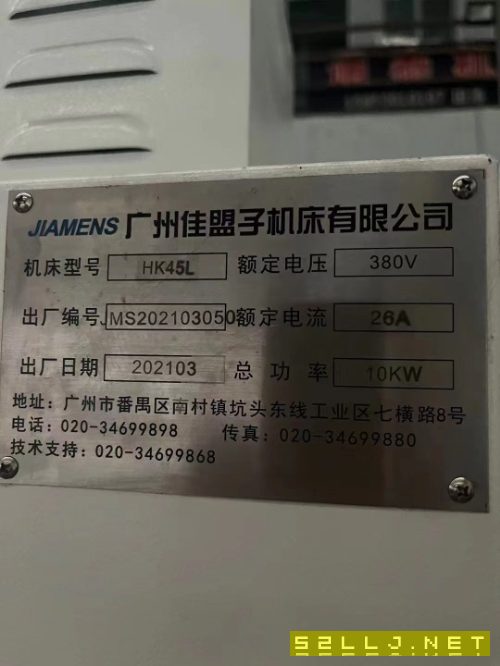 JIAMENS 广州佳盟子机床有限公司
机床型号 HK45L 额定电压 380V
出厂编号 JMS202103050 额定电流 26A
出厂日期 202103 总功率 10KW
地址: 广州市番禺区南村镇坑头东线工业区七横路8号
电话: 020-34699898 传真: 020-34699880
技术支持: 020-34699868
52LLJ.NET